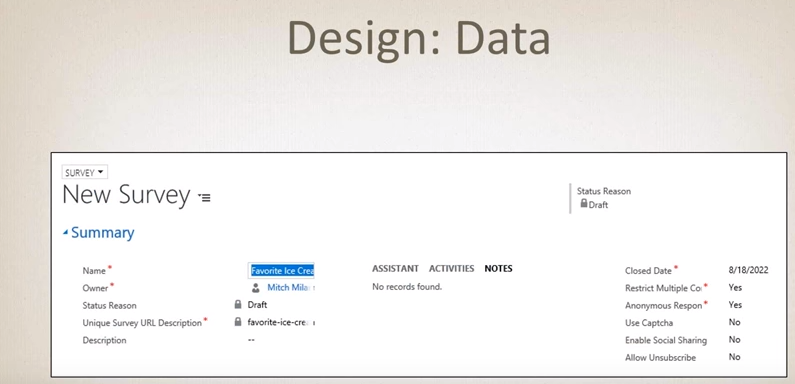 Design: Data
SURVEY
New Survey
Status Reason
Draft
Summary
Name *
Favorite Ice Crea
Owner *
Mitch Mila
Status Reason
Draft
Unique Survey URL Description *
favorite-ice-cre
Description
--
ASSISTANT ACTIVITIES NOTES
No records found.
Closed Date *
8/18/2022
Restrict Multiple Co *
Yes
Anonymous Respon *
Yes
Use Captcha
No
Enable Social Sharing
No
Allow Unsubscribe
No